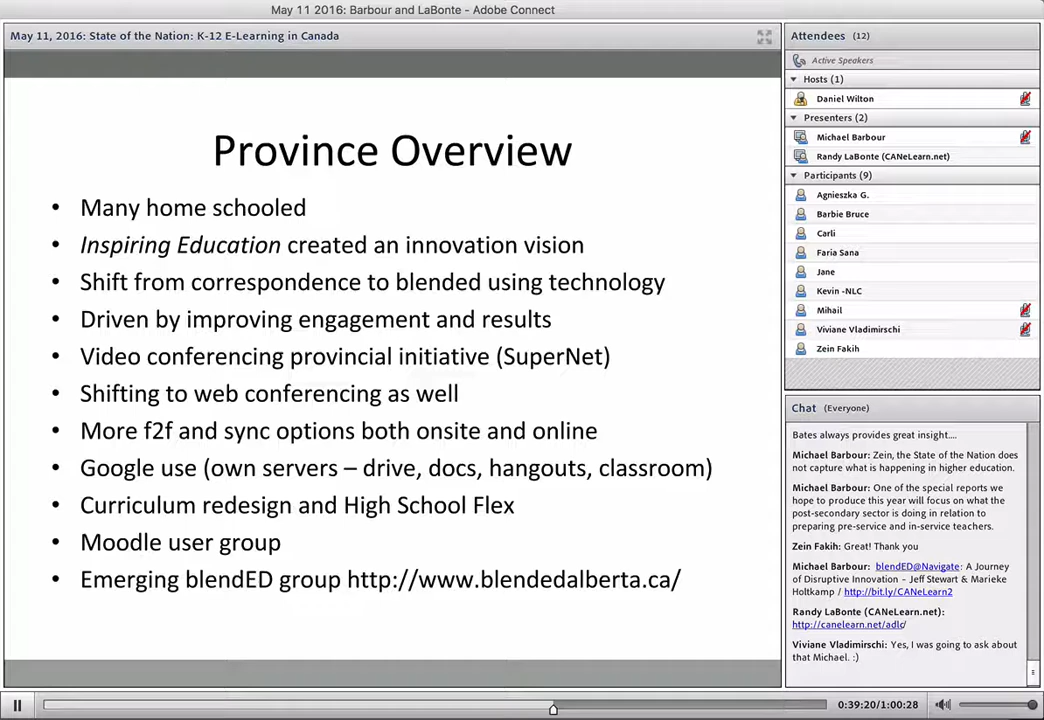 May 11 2016: Barbour and LaBonte - Adobe Connect
May 11, 2016: State of the Nation: K-12 E-Learning in Canada
Province Overview
• Many home schooled
• Inspiring Education created an innovation vision
• Shift from correspondence to blended using technology
• Driven by improving engagement and results
• Video conferencing provincial initiative (SuperNet)
• Shifting to web conferencing as well
• More f2f and sync options both onsite and online
• Google use (own servers – drive, docs, hangouts, classroom)
• Curriculum redesign and High School Flex
• Moodle user group
• Emerging blendED group http://www.blendedalberta.ca/
Attendees (12)
Active Speakers
Hosts (1)
Daniel Wilton
Presenters (2)
Michael Barbour
Randy LaBonte (CANeLearn.net)
Participants (9)
Agnieszka G.
Barbie Bruce
Carli
Faria Sana
Jane
Kevin -NLC
Mihail
Viviane Vladimirschi
Zein Fakih
Chat (Everyone)
Bates always provides great insight....
Michael Barbour: Zein, the State of the Nation does
not capture what is happening in higher education.
Michael Barbour: One of the special reports we
hope to produce this year will focus on what the
post-secondary sector is doing in relation to
preparing pre-service and in-service teachers.
Zein Fakih: Great! Thank you
Michael Barbour: blendED@Navigate: A Journey
of Disruptive Innovation - Jeff Stewart & Marieke
Holtkamp / http://bit.ly/CANeLearn2
Randy LaBonte (CANeLearn.net):
http://canelearn.net/adlc/
Viviane Vladimirschi: Yes, I was going to ask about
that Michael. :)
0:39:20/1:00:28